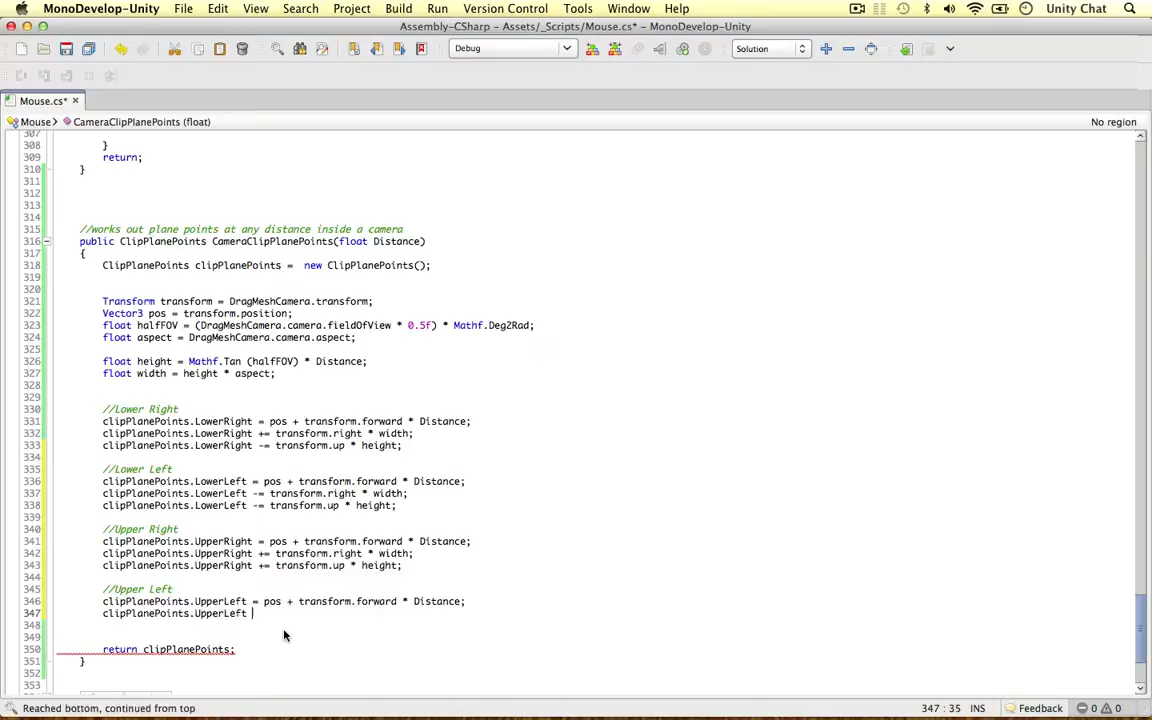 MonoDevelop-Unity File Edit View Search Project Build Run Version Control Tools Window Help Unity Chat
Assembly-CSharp - Assets/_Scripts/Mouse.cs* - MonoDevelop-Unity
Debug Solution
Mouse.cs*
Mouse CameraClipPlanePoints (float) No region
307
308 }
309 return;
310 }
311
312
313
314
315 //works out plane points at any distance inside a camera
316 public ClipPlanePoints CameraClipPlanePoints(float Distance)
317 {
318 ClipPlanePoints clipPlanePoints = new ClipPlanePoints();
319
320
321 Transform transform = DragMeshCamera.transform;
322 Vector3 pos = transform.position;
323 float halfFOV = (DragMeshCamera.camera.fieldOfView * 0.5f) * Mathf.Deg2Rad;
324 float aspect = DragMeshCamera.camera.aspect;
325
326 float height = Mathf.Tan (halfFOV) * Distance;
327 float width = height * aspect;
328
329
330 //Lower Right
331 clipPlanePoints.LowerRight = pos + transform.forward * Distance;
332 clipPlanePoints.LowerRight += transform.right * width;
333 clipPlanePoints.LowerRight -= transform.up * height;
334
335 //Lower Left
336 clipPlanePoints.LowerLeft = pos + transform.forward * Distance;
337 clipPlanePoints.LowerLeft -= transform.right * width;
338 clipPlanePoints.LowerLeft -= transform.up * height;
339
340 //Upper Right
341 clipPlanePoints.UpperRight = pos + transform.forward * Distance;
342 clipPlanePoints.UpperRight += transform.right * width;
343 clipPlanePoints.UpperRight += transform.up * height;
344
345 //Upper Left
346 clipPlanePoints.UpperLeft = pos + transform.forward * Distance;
347 clipPlanePoints.UpperLeft
348
349
350 return clipPlanePoints;
351 }
352
353
Reached bottom, continued from top 347 : 35 INS Feedback 0 0